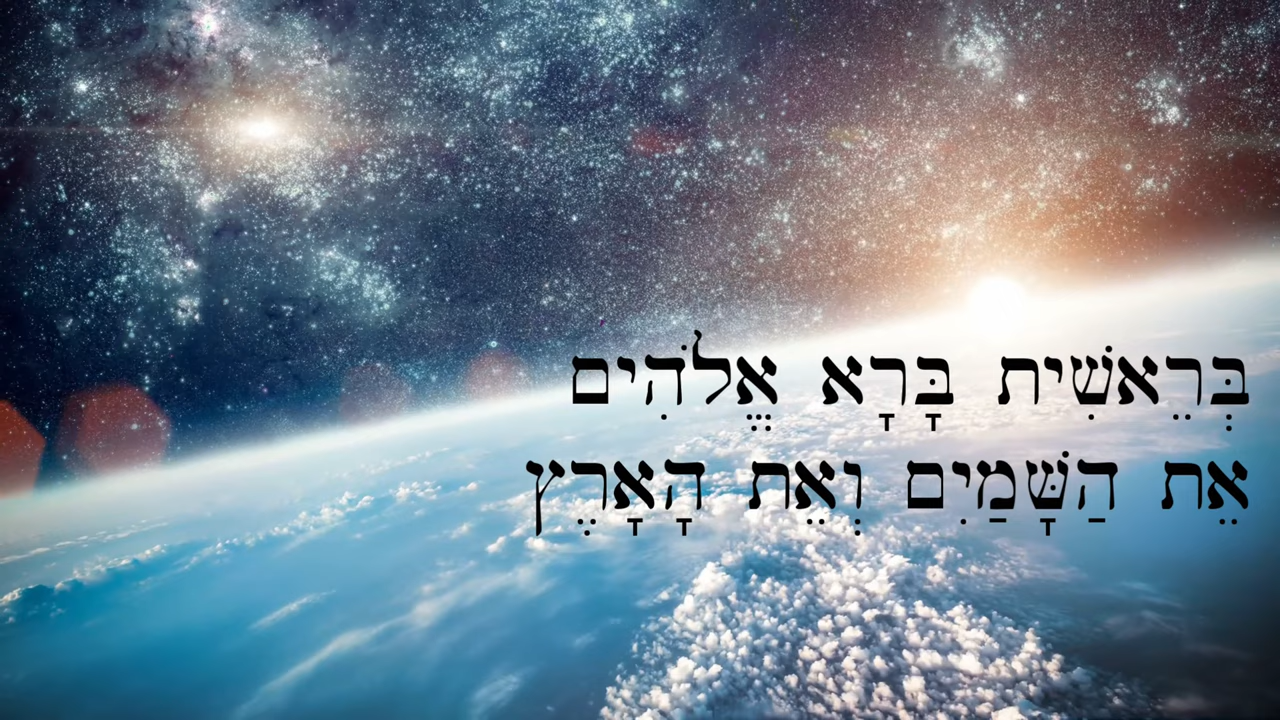 בְּרֵאשִׁית בָּרָא אֱלֹהִים
אֵת הַשָּׁמַיִם וְאֵת הָאָרֶץ